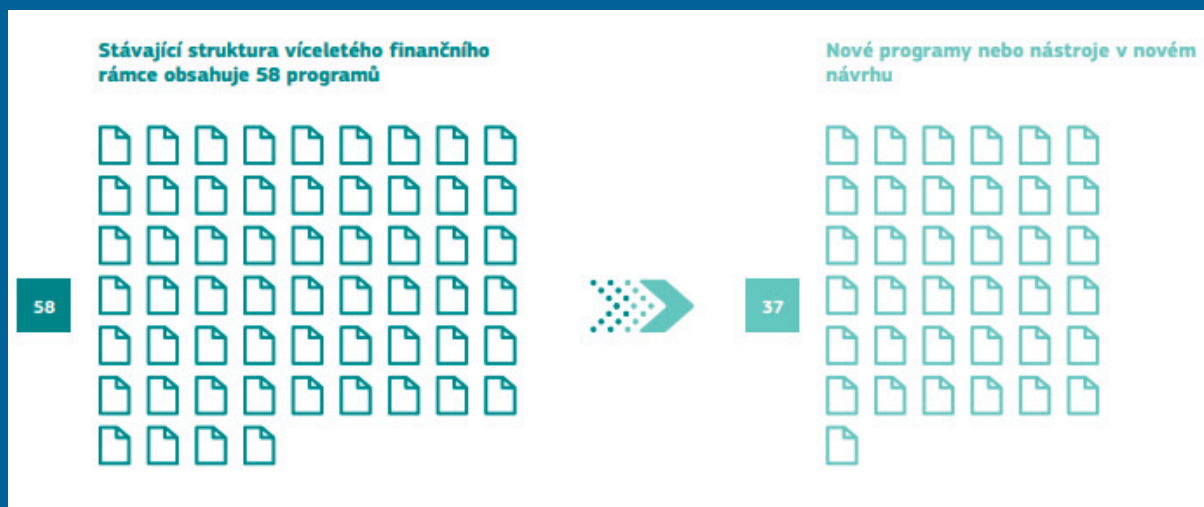 Stávající struktura víceletého finančního
rámce obsahuje 58 programů
Nové programy nebo nástroje v novém
návrhu
58
37